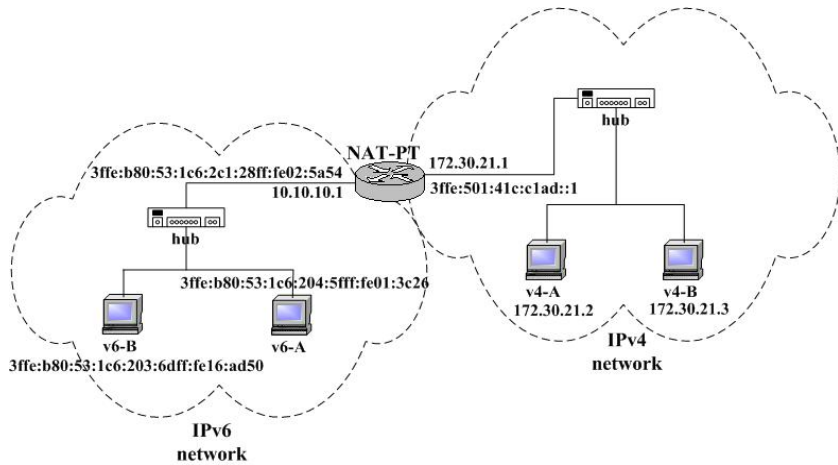 NAT-PT
3ffe:b80:53:1c6:2c1:28ff:fe02:5a54
10.10.10.1
172.30.21.1
3ffe:501:41c:c1ad::1
hub
hub
3ffe:b80:53:1c6:204:5fff:fe01:3c26
v6-B
v6-A
3ffe:b80:53:1c6:203:6dff:fe16:ad50
v4-A
172.30.21.2
v4-B
172.30.21.3
IPv4
network
IPv6
network